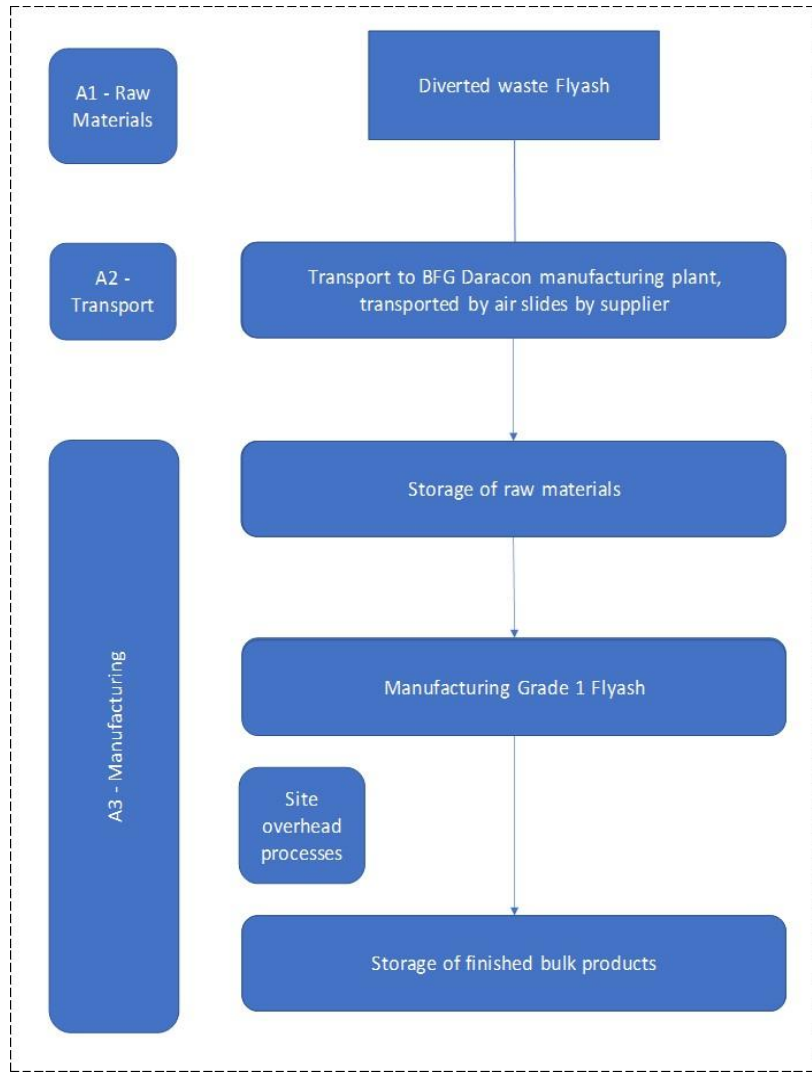 A1 - Raw
Materials
Diverted waste Flyash
A2 -
Transport
Transport to BFG Daracon manufacturing plant,
transported by air slides by supplier
A3 - Manufacturing
Storage of raw materials
Manufacturing Grade 1 Flyash
Site
overhead
processes
Storage of finished bulk products